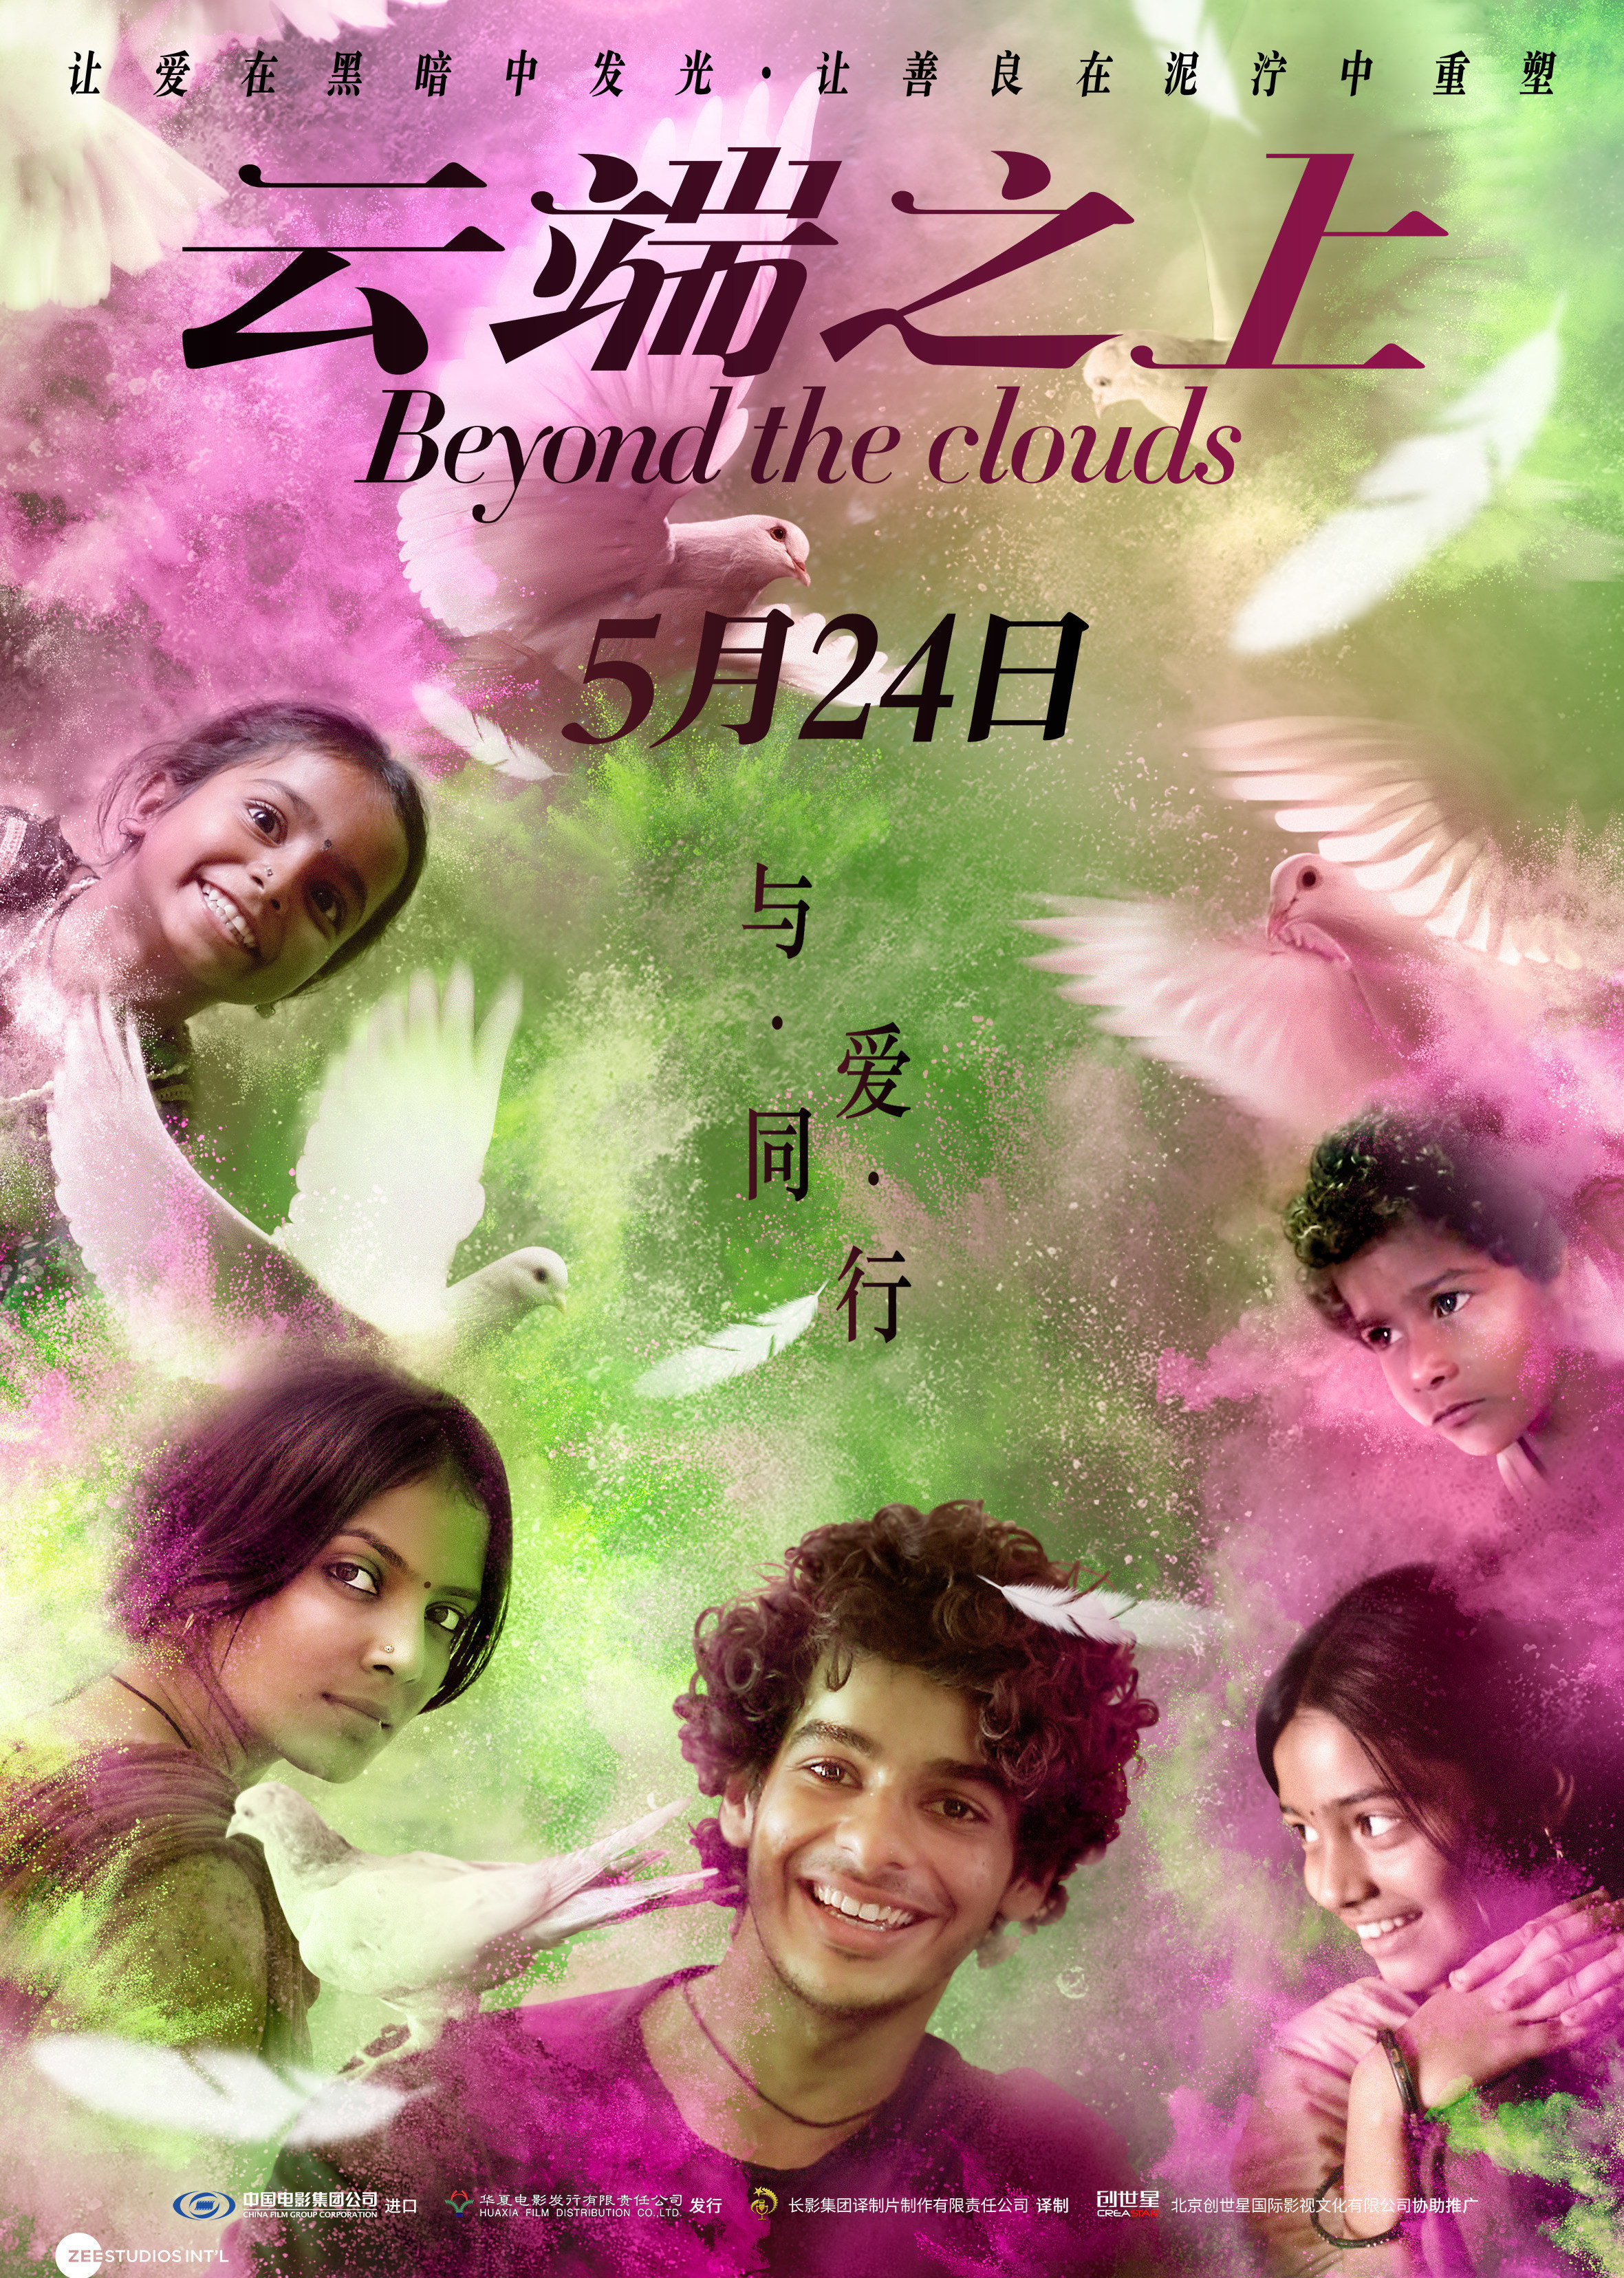 让爱在黑暗中发光·让善良在泥泞中重塑
云端之上
Beyond the clouds
5月24日
与·爱
同·行
中国电影集团公司 进口
CHINA FILM GROUP CORPORATION
华夏电影发行有限责任公司 发行
HUAXIA FILM DISTRIBUTION CO.,LTD.
长影集团译制片制作有限责任公司 译制
创世星
CREASTAR
北京创世星国际影视文化有限公司协助推广
ZEESTUDIOS INT'L